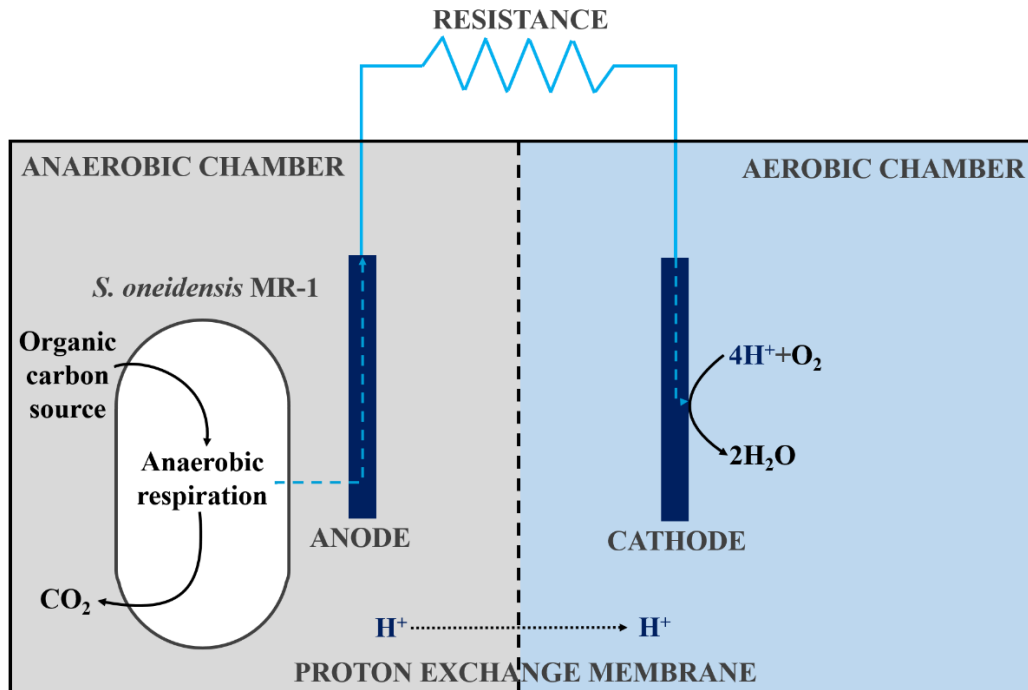 RESISTANCE
ANAEROBIC CHAMBER
AEROBIC CHAMBER
S. oneidensis MR-1
Organic
carbon
source
Anaerobic
respiration
CO₂
ANODE
4H⁺+O₂
2H₂O
CATHODE
H⁺
H⁺
PROTON EXCHANGE MEMBRANE